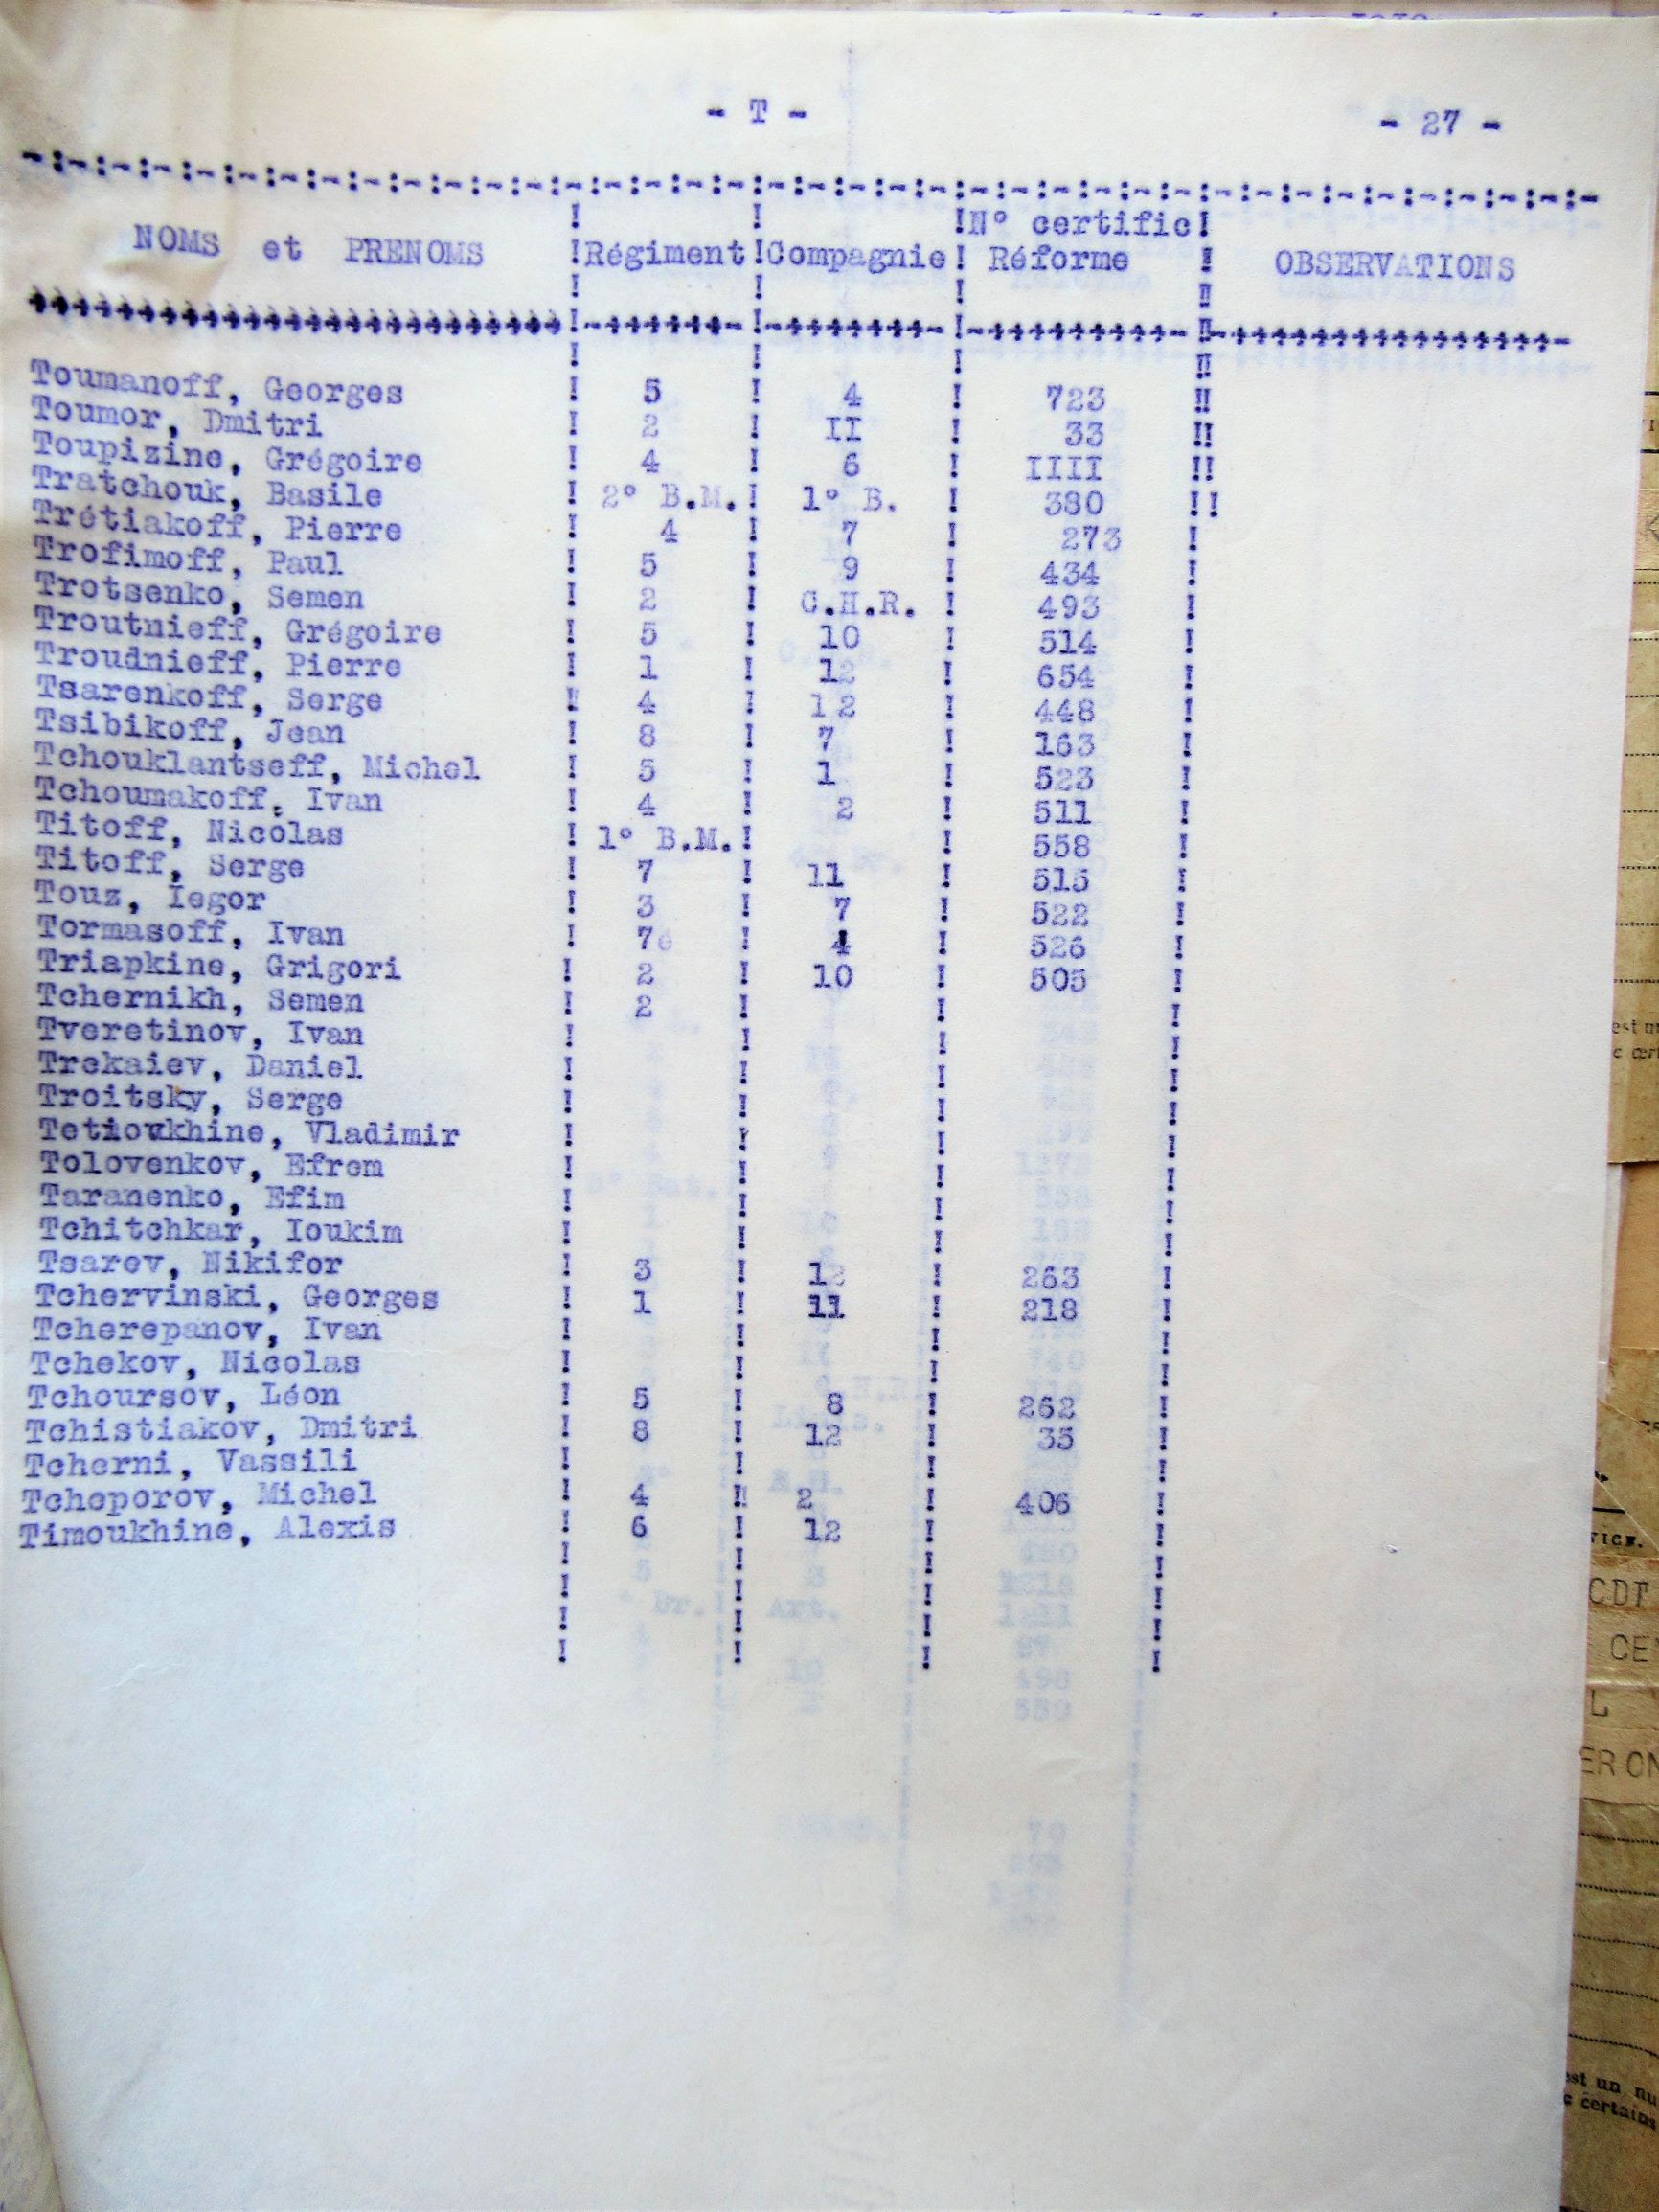 - T -
- 27 -
NOMS et PRENOMS !Régiment!Compagnie!N° certific! Réforme ! OBSERVATIONS
Toumanoff, Georges ! 5 ! 4 ! 723 !!
Toumor, Dmitri ! 2 ! II ! 33 !!
Toupizine, Grégoire ! 4 ! 6 ! IIII !!
Tratchouk, Basile ! 2° B.M. ! 1° B. ! 380 !!
Trétiakoff, Pierre ! 4 ! 7 ! 273 !
Trofimoff, Paul ! 5 ! 9 ! 434 !
Trotsenko, Semen ! 2 ! C.H.R. ! 493 !
Troutnieff, Grégoire ! 5 ! 10 ! 514 !
Troudnieff, Pierre ! 1 ! 12 ! 654 !
Tsarenkoff, Serge ! 4 ! 12 ! 448 !
Tsibikoff, Jean ! 8 ! 7 ! 163 !
Tchouklantseff, Michel ! 5 ! 1 ! 523 !
Tchoumakoff, Ivan ! 4 ! 2 ! 511 !
Titoff, Nicolas ! 1° B.M. ! ! 558 !
Titoff, Serge ! 7 ! 11 ! 515 !
Touz, Iegor ! 3 ! 7 ! 522 !
Tormasoff, Ivan ! 7é ! 4 ! 526 !
Triapkine, Grigori ! 2 ! 10 ! 505 !
Tchernikh, Semen ! 2 ! ! !
Tveretinov, Ivan ! ! ! !
Trekaiev, Daniel ! ! ! !
Troitsky, Serge ! ! ! !
Tetioukhine, Vladimir ! ! ! !
Tolovenkov, Efrem ! ! ! !
Taranenko, Efim ! ! ! !
Tchitchkar, Ioukim ! ! ! !
Tsarev, Nikifor ! 3 ! 12 ! 263 !
Tchervinski, Georges ! 1 ! 11 ! 218 !
Tcherepanov, Ivan ! ! ! !
Tchekov, Nicolas ! ! ! !
Tchoursov, Léon ! 5 ! 8 ! 262 !
Tchistiakov, Dmitri ! 8 ! 12 ! 35 !
Tcherni, Vassili ! ! ! !
Tcheporov, Michel ! 4 ! 2 ! 406 !
Timoukhine, Alexis ! 6 ! 12 ! !